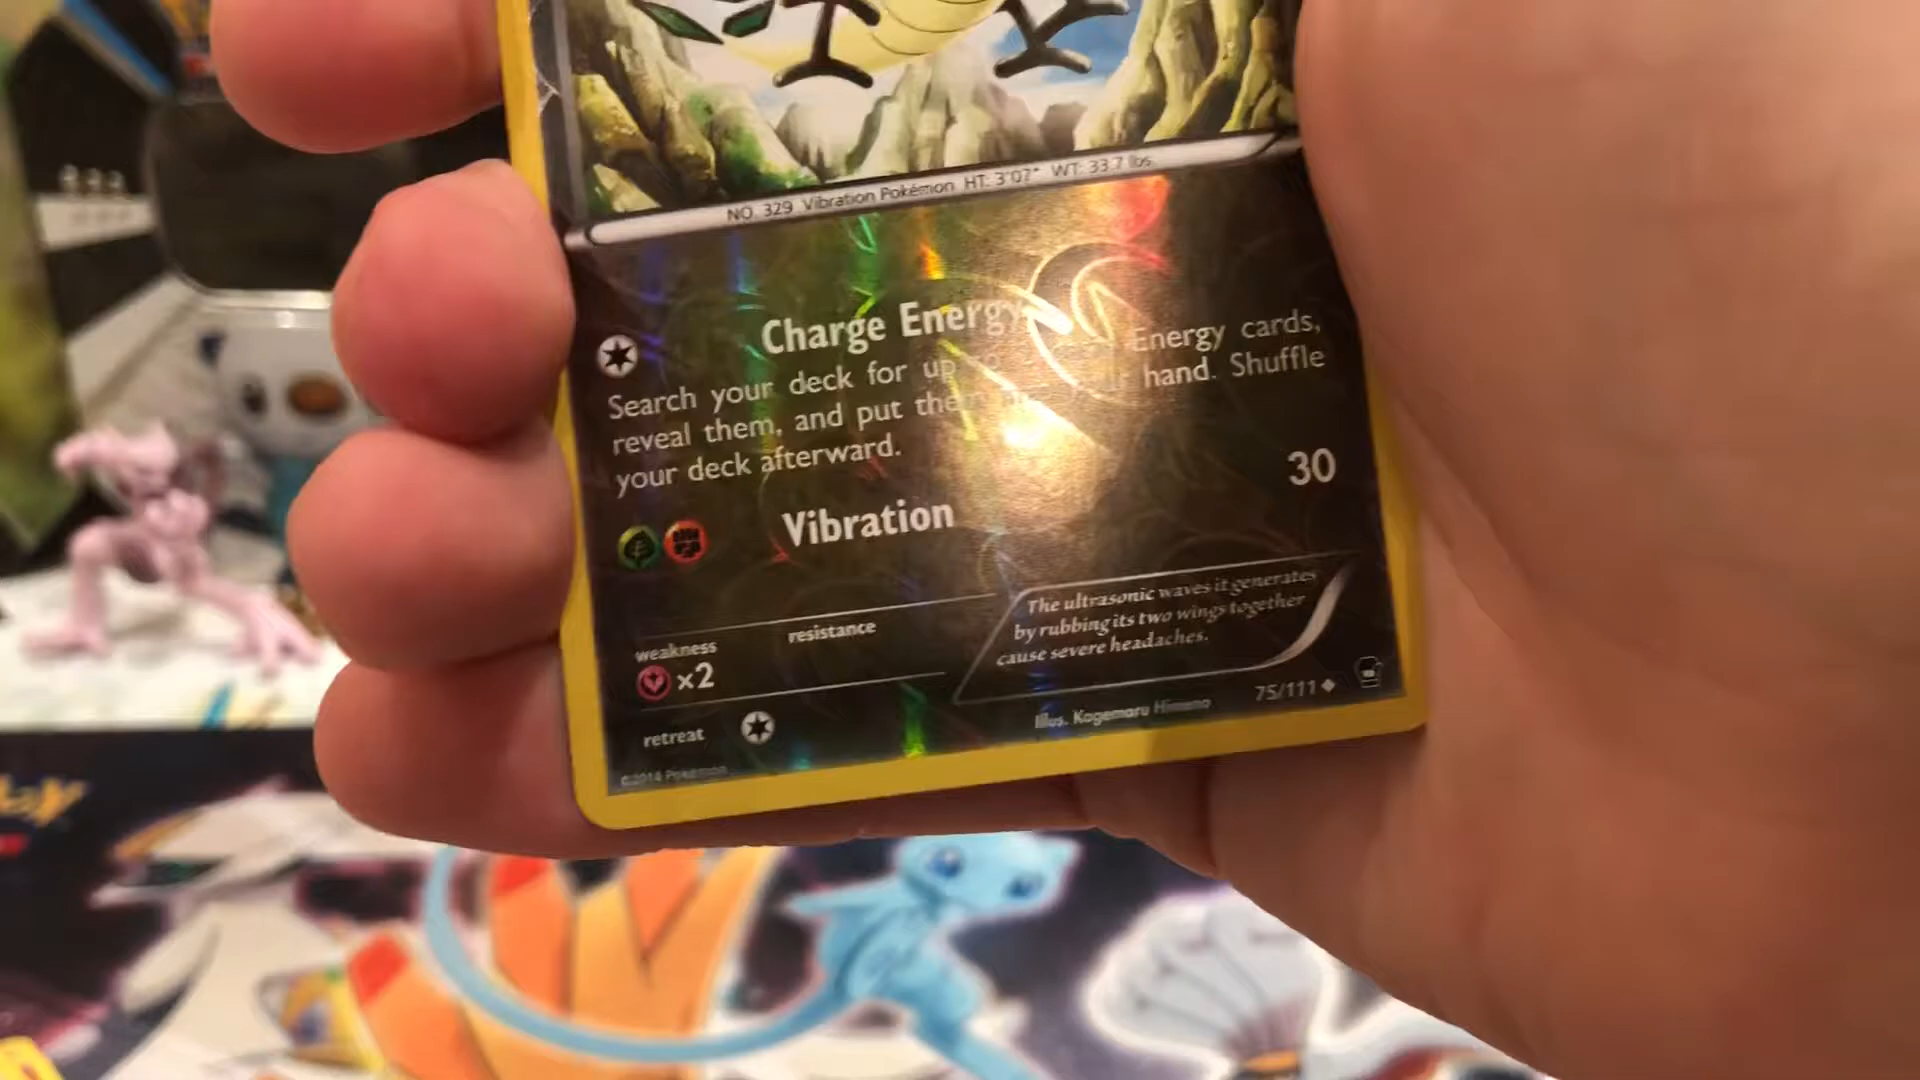 NO. 329 Vibration Pokémon HT: 3'07" WT: 33.7 lbs
Charge Energy
Search your deck for up Energy cards,
reveal them, and put hand. Shuffle
your deck afterward.
Vibration 30
weakness resistance
×2
The ultrasonic waves it generates
by rubbing its two wings together
cause severe headaches.
retreat
75/111
Illus. Kagemaru Himeno
©2014 Pokémon